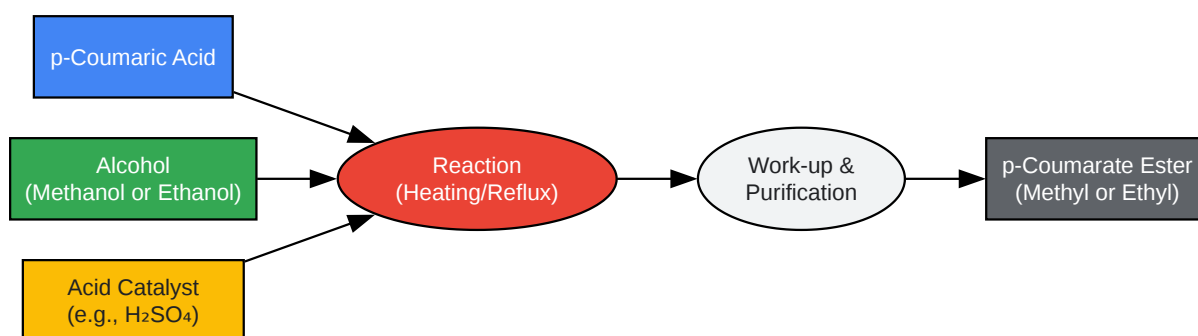 p-Coumaric Acid
Alcohol
(Methanol or Ethanol)
Acid Catalyst
(e.g., H₂SO₄)
Reaction
(Heating/Reflux)
Work-up &
Purification
p-Coumarate Ester
(Methyl or Ethyl)